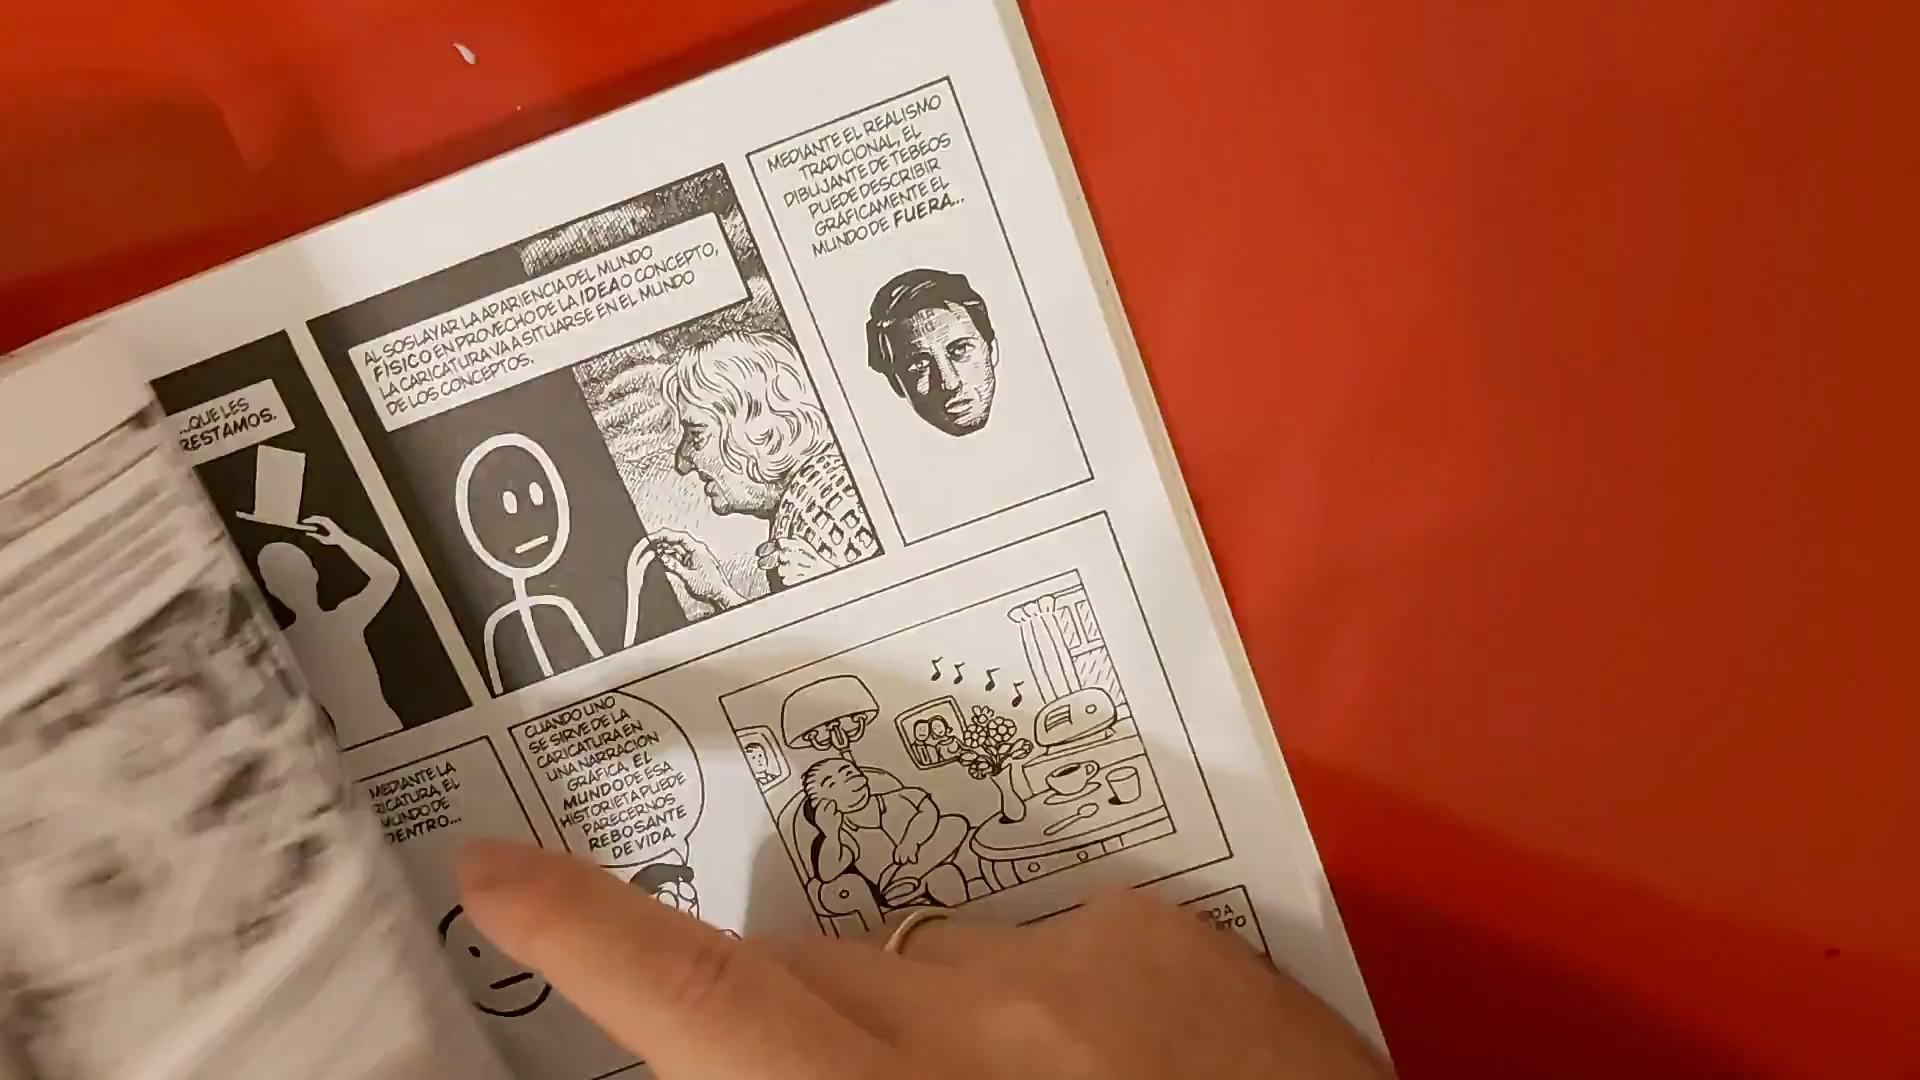 ...QUE LES
RESTAMOS.
AL SOSLAYAR LA APARIENCIA DEL MUNDO
FÍSICO EN PROVECHO DE LA IDEA O CONCEPTO,
LA CARICATURA VA A SITUARSE EN EL MUNDO
DE LOS CONCEPTOS.
MEDIANTE EL REALISMO
TRADICIONAL, EL
DIBUJANTE DE TEBEOS
PUEDE DESCRIBIR
GRÁFICAMENTE EL
MUNDO DE FUERA...
MEDIANTE LA
RICATURA, EL
MUNDO DE
DENTRO...
CUANDO UNO
SE SIRVE DE LA
CARICATURA EN
UNA NARRACIÓN
GRÁFICA, EL
MUNDO DE ESA
HISTORIETA PUEDE
PARECERNOS
REBOSANTE
DE VIDA.